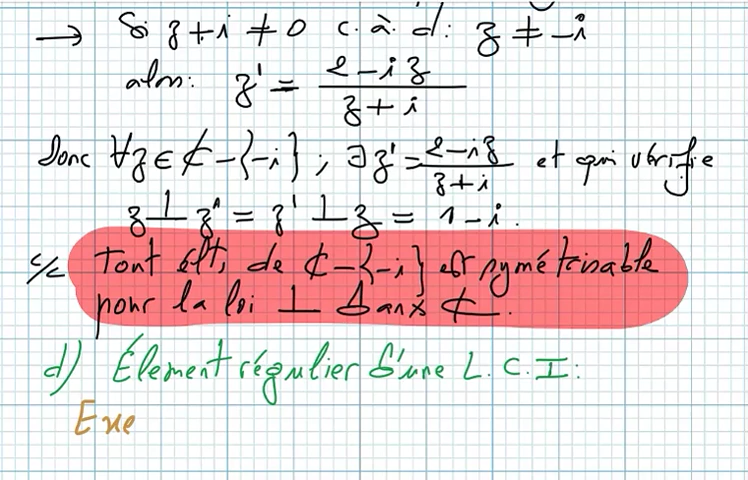 → Si z+i ≠ 0 c.à.d: z ≠ -i
alors: z' = (2-iz)/(z+i)
Donc ∀z ∈ ℂ-{-i} ; ∃z' = (2-iz)/(z+i) et qui vérifie
z⊥z' = z'⊥z = 1-i.
c/c Tout élt, de ℂ-{-i} est symétrisable
pour la loi ⊥ dans ℂ.
d) Élément régulier d'une L.C.I:
Exe